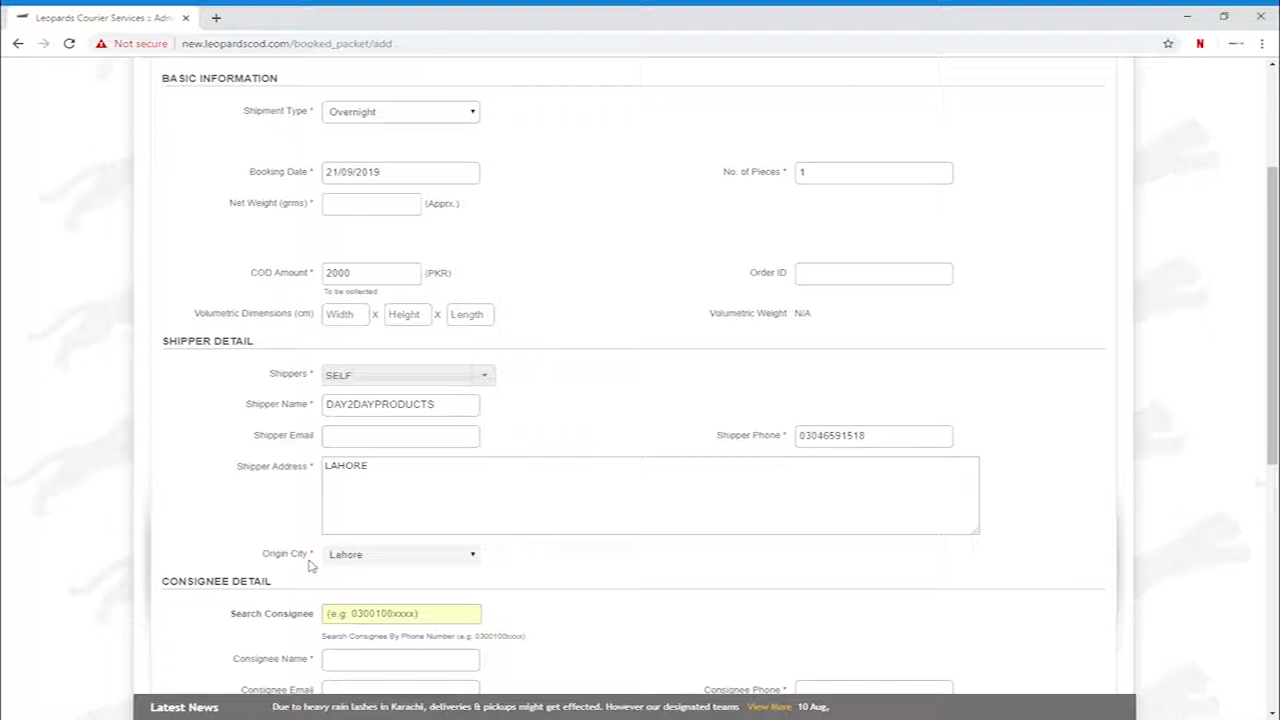 Leopards Courier Services :: Adm
Not secure
new.leopardscod.com/booked_packet/add
BASIC INFORMATION
Shipment Type * Overnight
Booking Date * 21/09/2019
No. of Pieces * 1
Net Weight (grms) * (Apprx.)
COD Amount * 2000 (PKR)
To be collected
Order ID
Volumetric Dimensions (cm) Width X Height X Length
Volumetric Weight N/A
SHIPPER DETAIL
Shippers * SELF
Shipper Name * DAY2DAYPRODUCTS
Shipper Email
Shipper Phone * 03046591518
Shipper Address * LAHORE
Origin City * Lahore
CONSIGNEE DETAIL
Search Consignee (e.g: 0300100xxxx)
Search Consignee By Phone Number (e.g: 0300100xxxx)
Consignee Name *
Consignee Email
Consignee Phone *
Latest News Due to heavy rain lashes in Karachi, deliveries & pickups might get effected. However our designated teams View More 10 Aug,